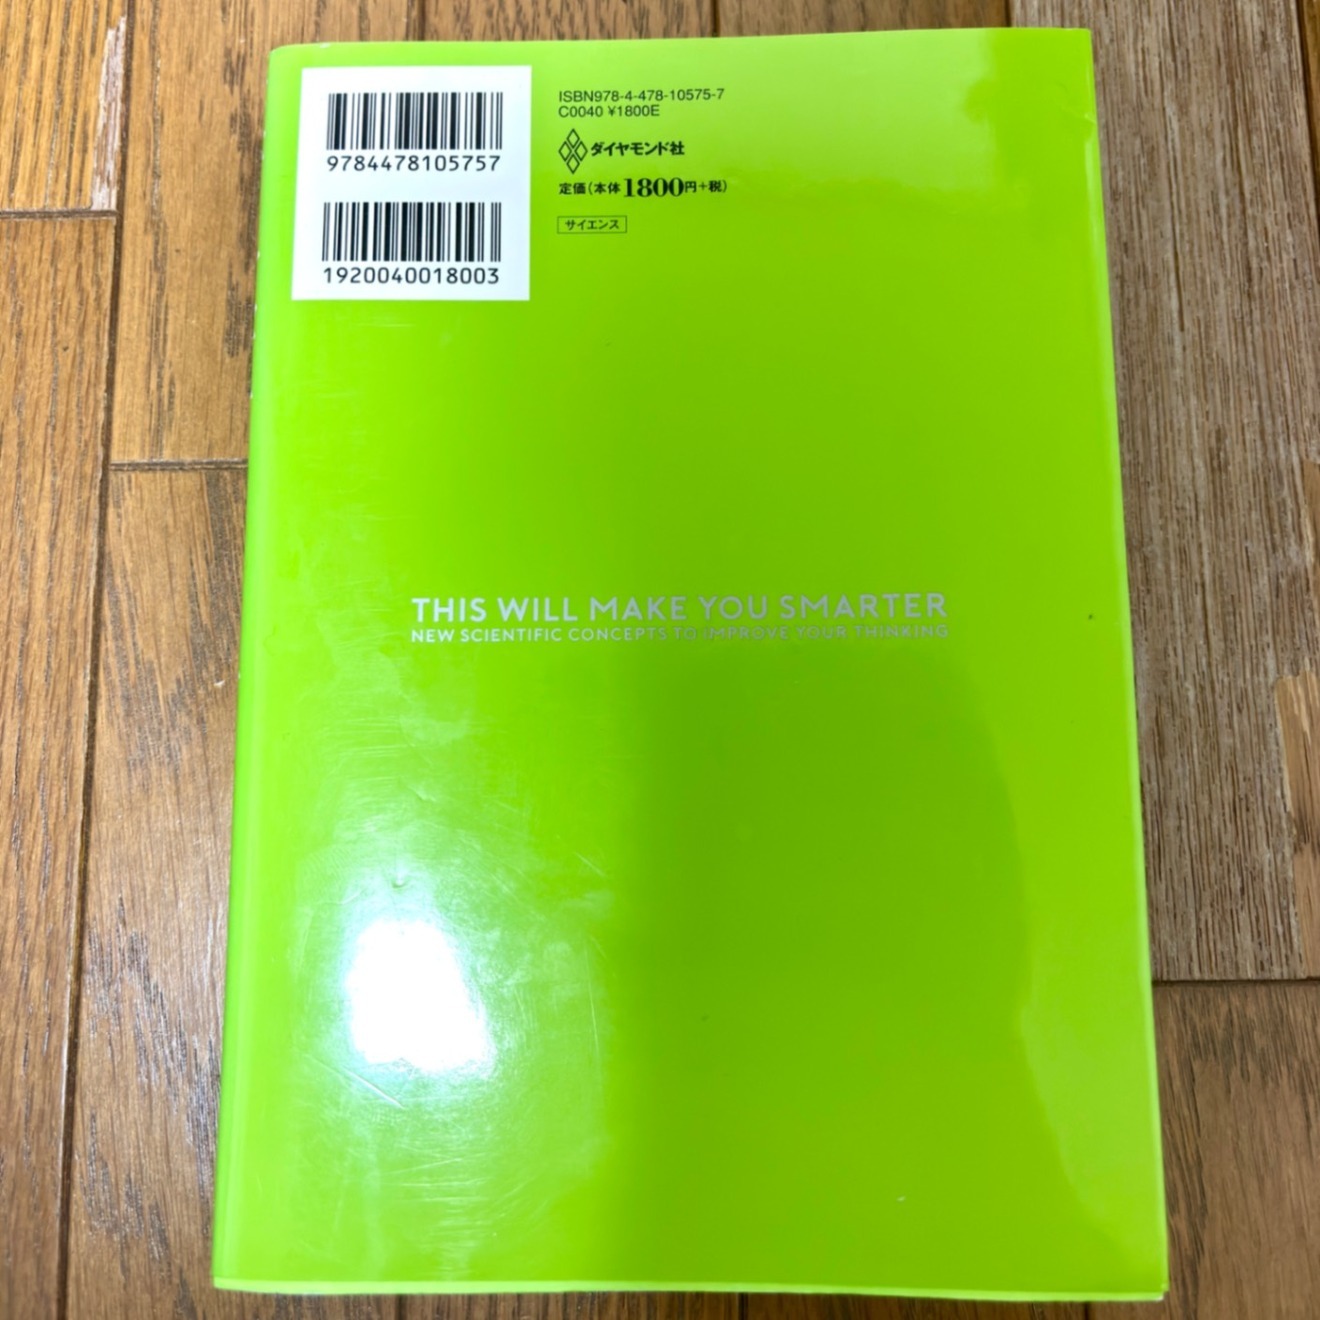 9784478105757
1920040018003
ISBN978-4-478-10575-7
C0040 ¥1800E
ダイヤモンド社
定価(本体1800円+税)
サイエンス
THIS WILL MAKE YOU SMARTER
NEW SCIENTIFIC CONCEPTS TO IMPROVE YOUR THINKING